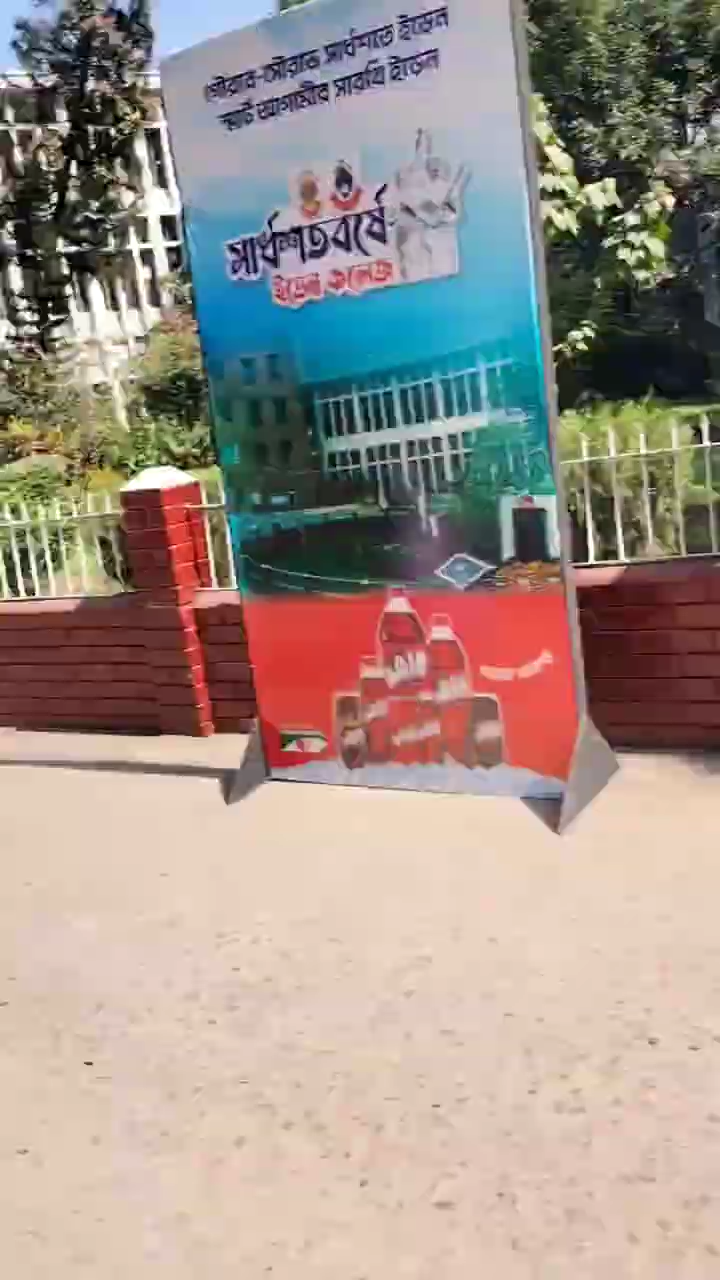 গৌরবে-সৌরভে সার্ধশতে ইডেন
স্মার্ট আগামীর সারথি ইডেন
সার্ধশতবর্ষে
ইডেন কলেজ